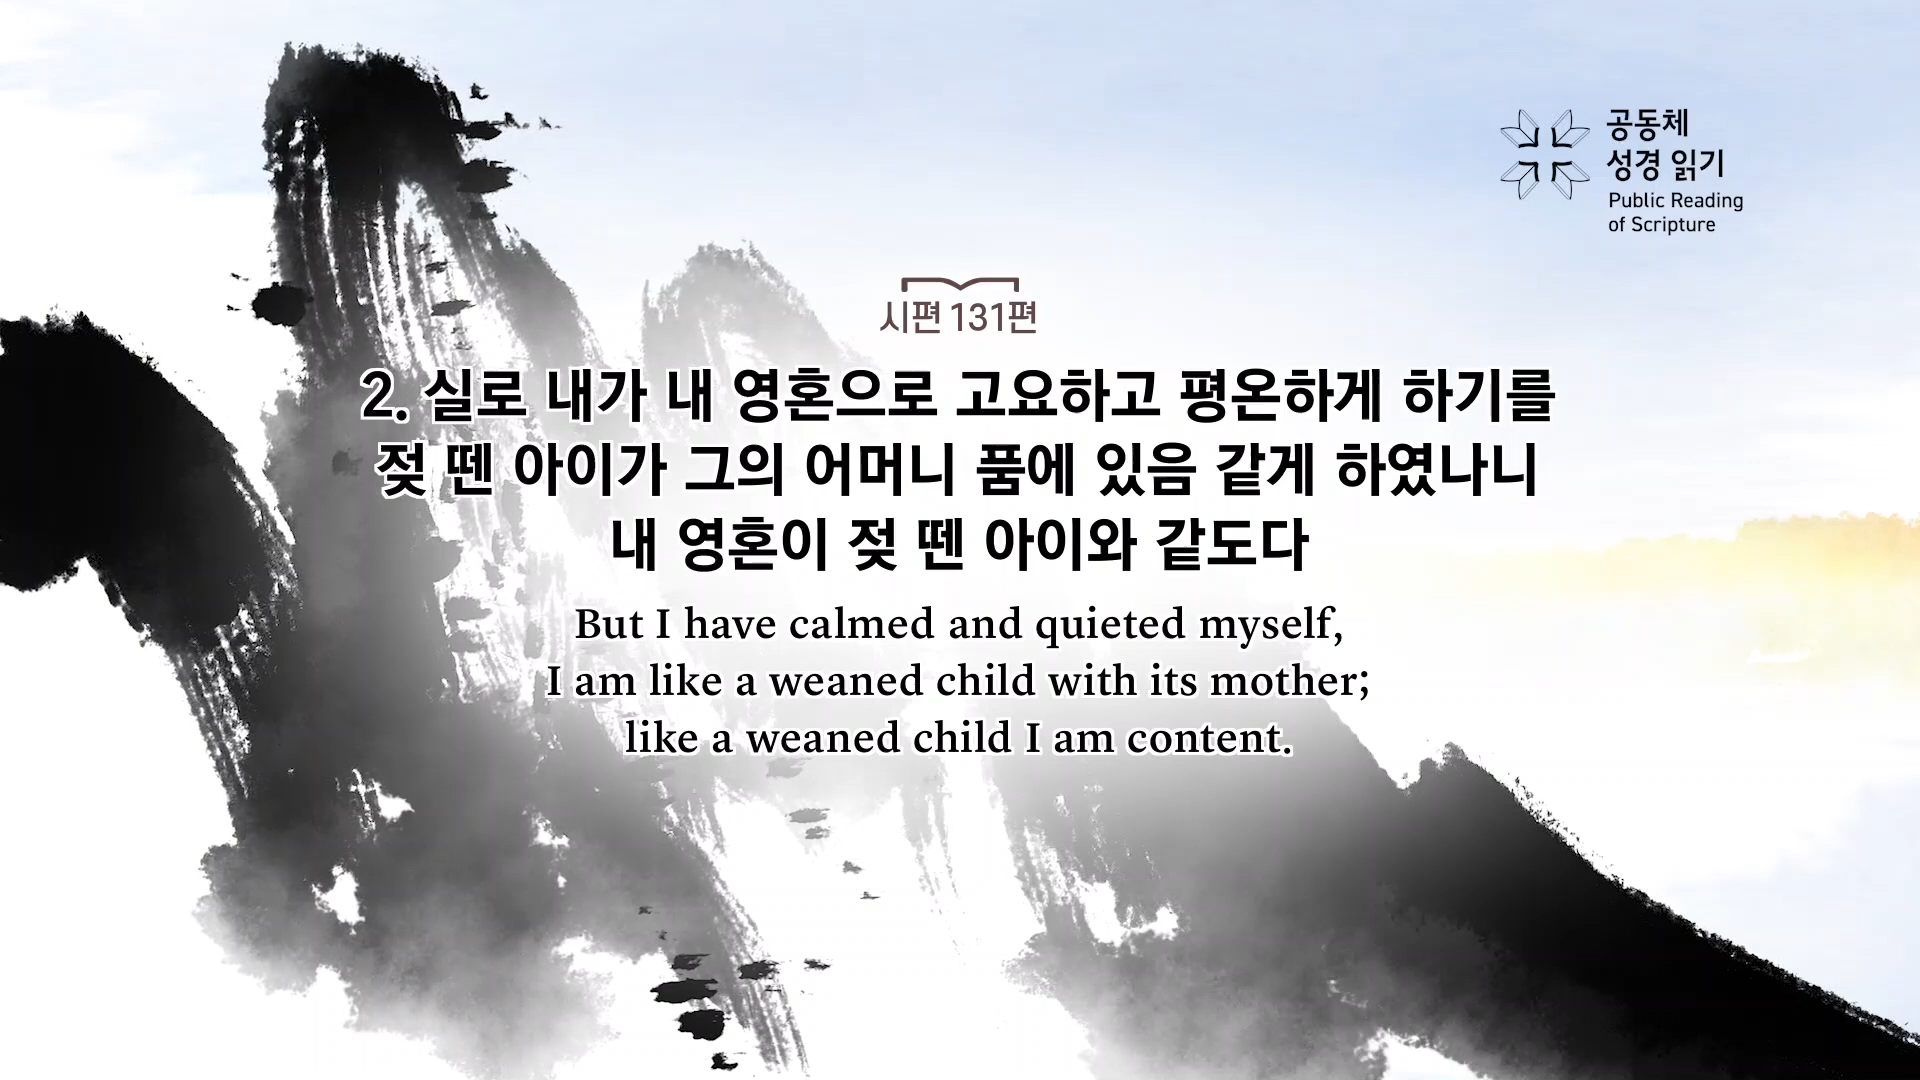 공동체
성경 읽기
Public Reading
of Scripture
시편 131편
2. 실로 내가 내 영혼으로 고요하고 평온하게 하기를
젖 뗀 아이가 그의 어머니 품에 있음 같게 하였나니
내 영혼이 젖 뗀 아이와 같도다
But I have calmed and quieted myself,
I am like a weaned child with its mother;
like a weaned child I am content.